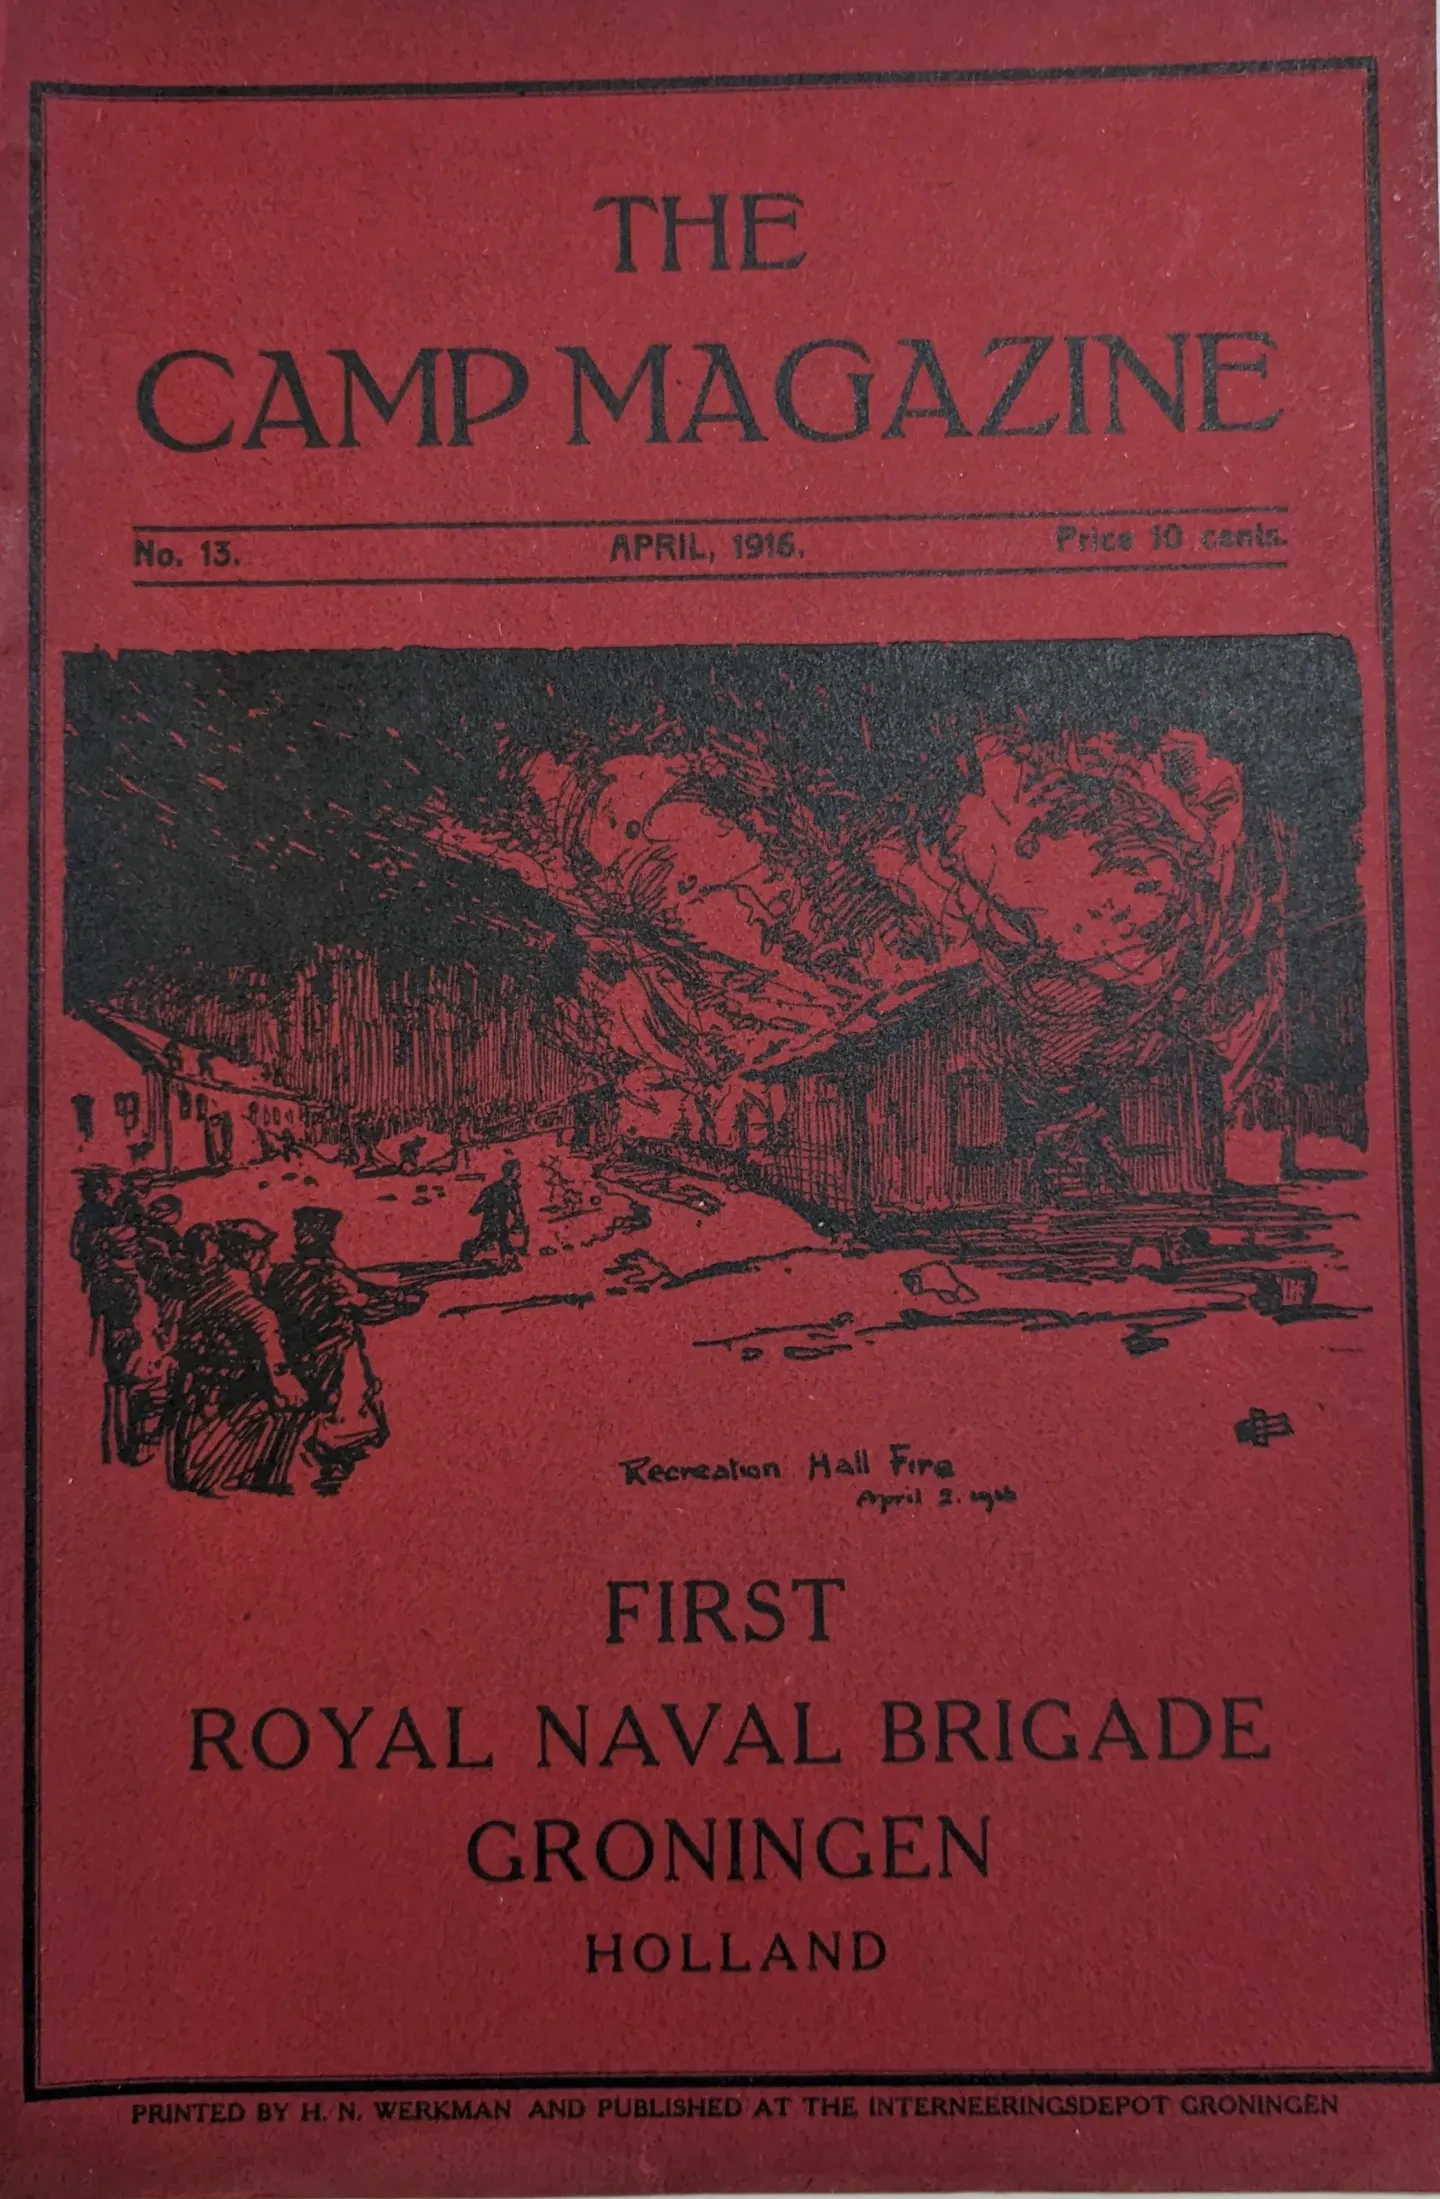 THE
CAMP MAGAZINE
No. 13. APRIL, 1916. Price 10 cents.
Recreation Hall Fire
April 2. 1916
FIRST
ROYAL NAVAL BRIGADE
GRONINGEN
HOLLAND
PRINTED BY H. N. WERKMAN AND PUBLISHED AT THE INTERNEERINGSDEPOT GRONINGEN